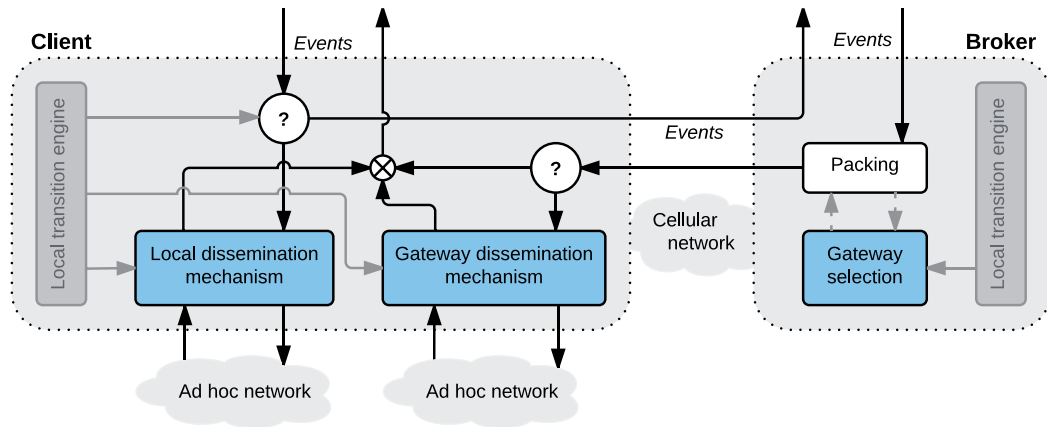 Client
Events
Events
Broker
Local transition engine
?
Events
?
Packing
Local transition engine
Cellular
network
Local dissemination
mechanism
Gateway dissemination
mechanism
Gateway
selection
Ad hoc network
Ad hoc network